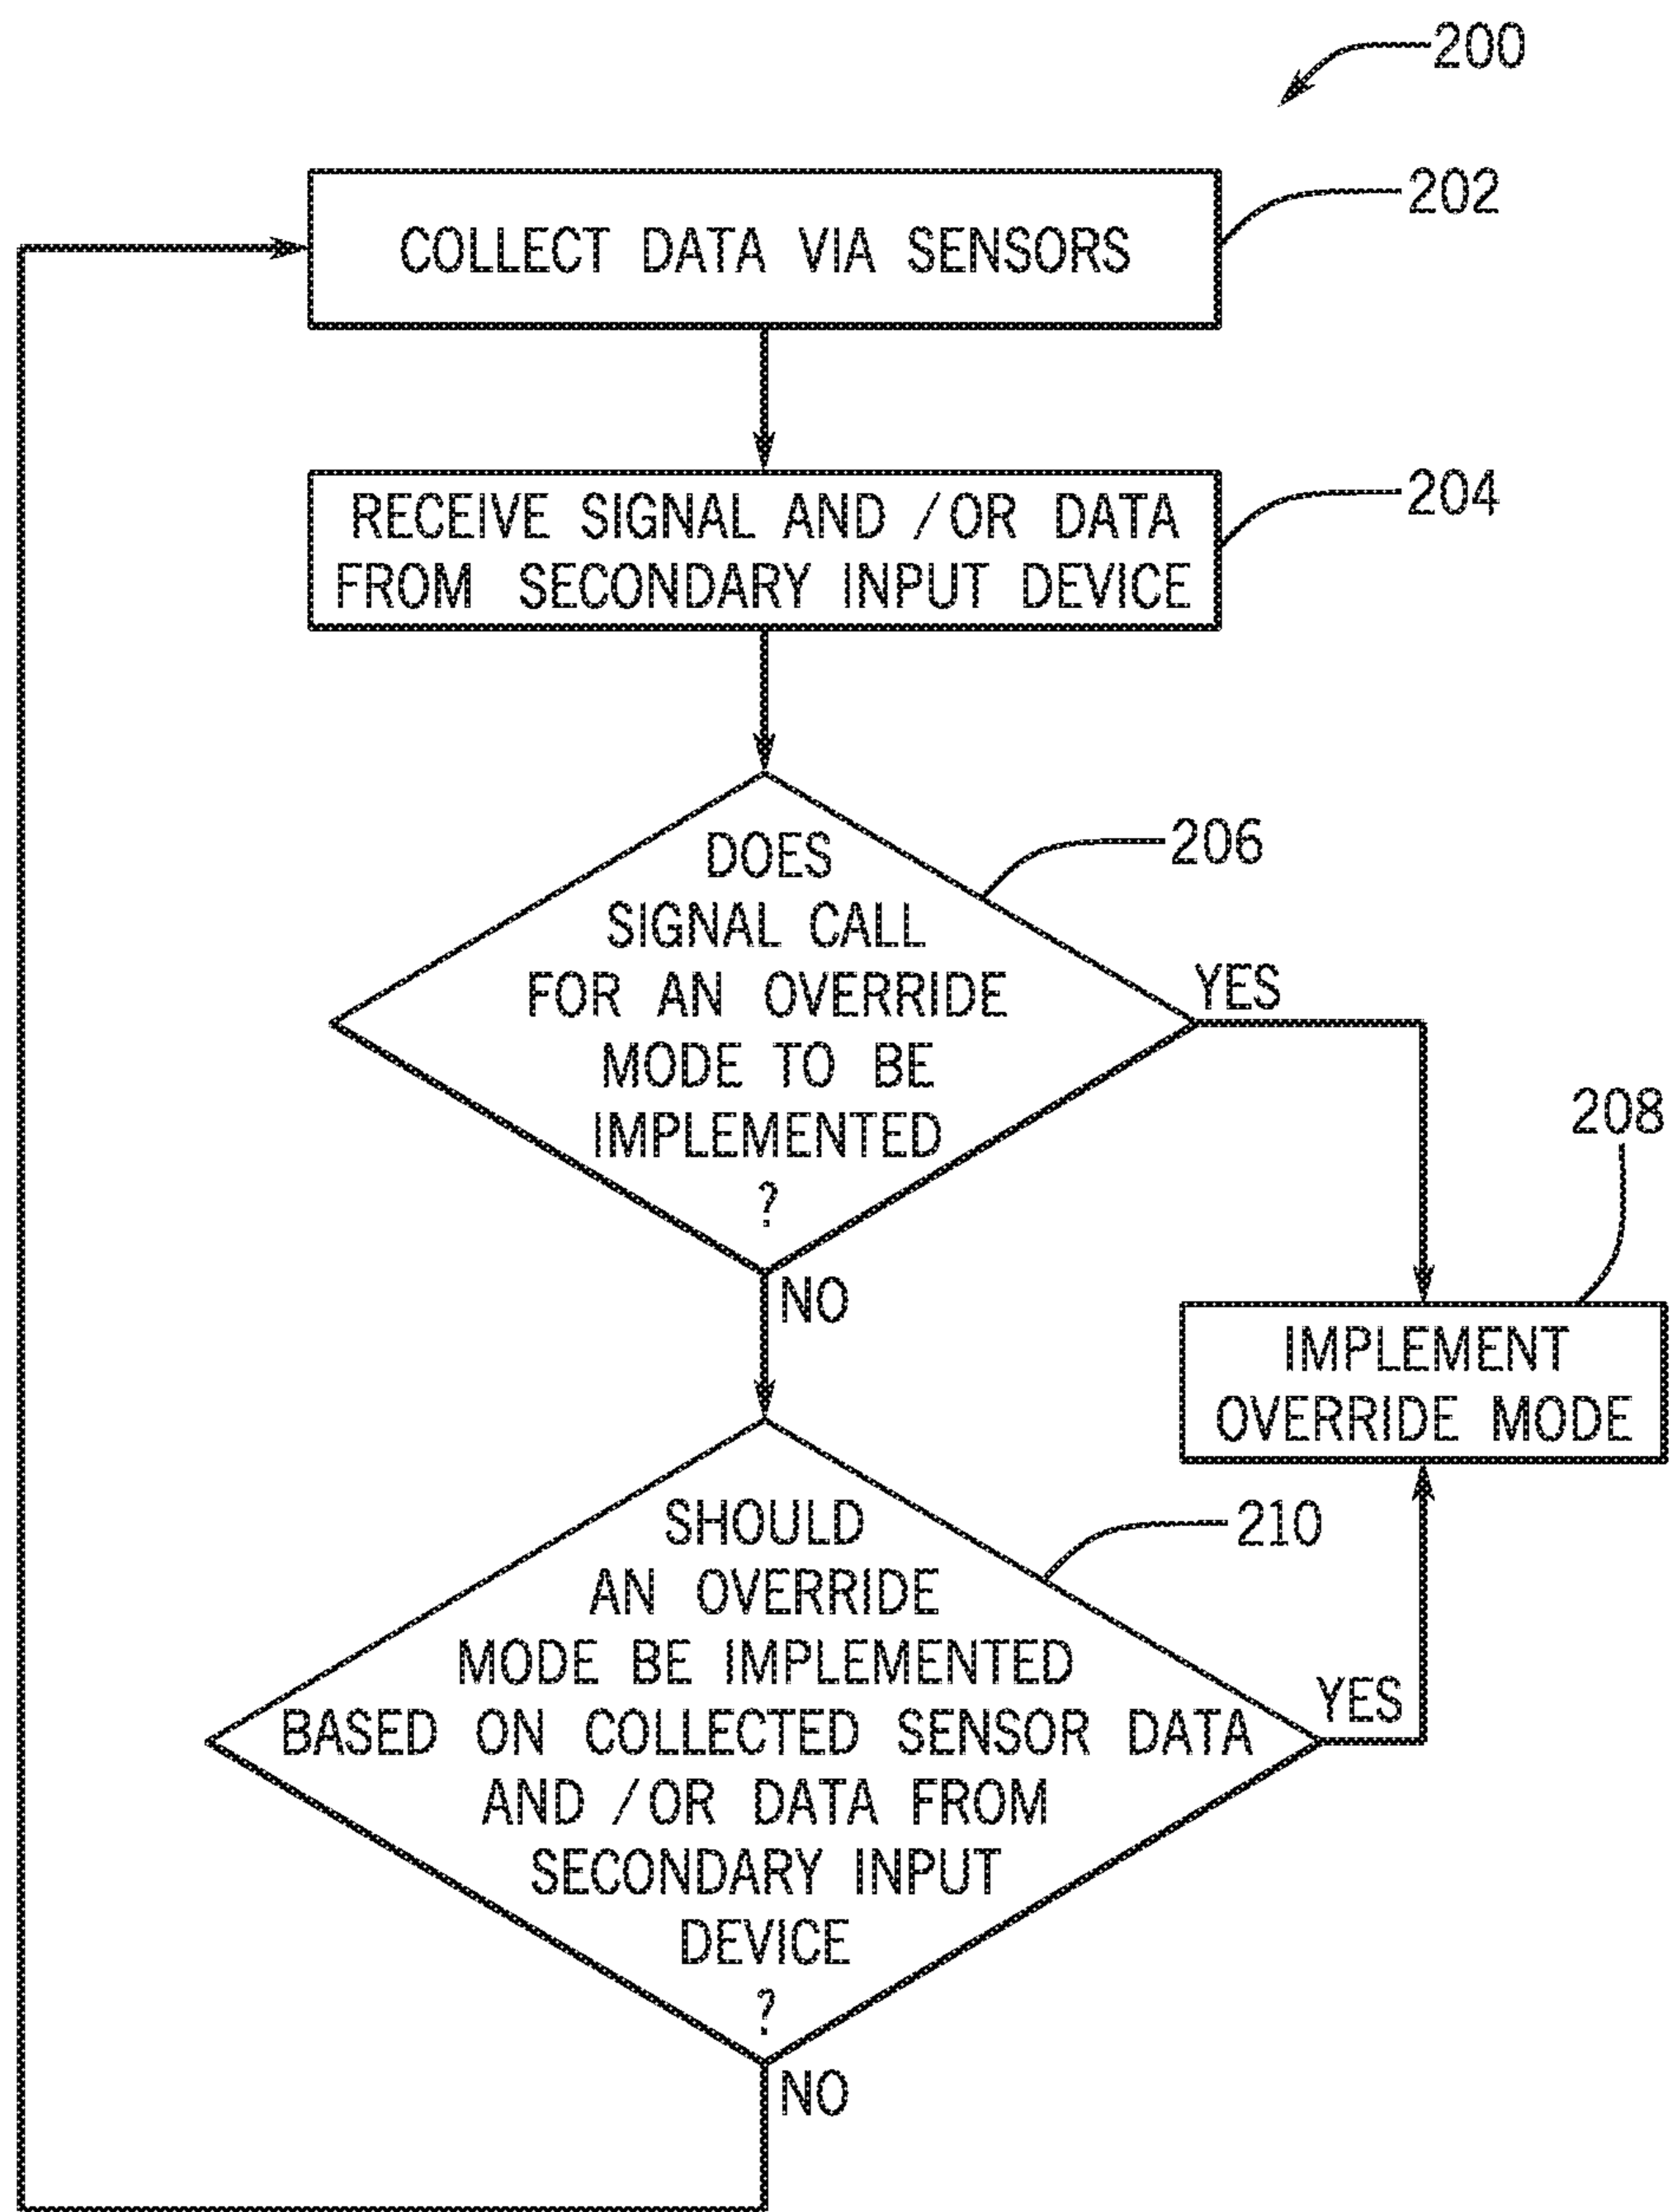 200
COLLECT DATA VIA SENSORS
202
RECEIVE SIGNAL AND /OR DATA
FROM SECONDARY INPUT DEVICE
204
DOES
SIGNAL CALL
FOR AN OVERRIDE
MODE TO BE
IMPLEMENTED
?
206
YES
NO
208
IMPLEMENT
OVERRIDE MODE
SHOULD
AN OVERRIDE
MODE BE IMPLEMENTED
BASED ON COLLECTED SENSOR DATA
AND /OR DATA FROM
SECONDARY INPUT
DEVICE
?
210
YES
NO